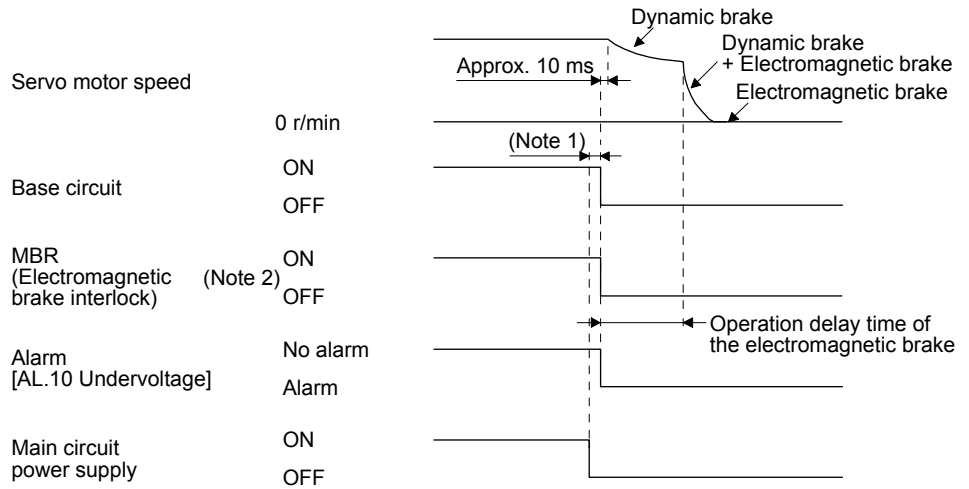 Dynamic brake
Dynamic brake
+ Electromagnetic brake
Approx. 10 ms
Servo motor speed
Electromagnetic brake
0 r/min
(Note 1)
ON
Base circuit
OFF
MBR
(Electromagnetic
brake interlock)
(Note 2)
ON
OFF
Operation delay time of
the electromagnetic brake
No alarm
Alarm
[AL.10 Undervoltage]
Alarm
ON
Main circuit
power supply
OFF